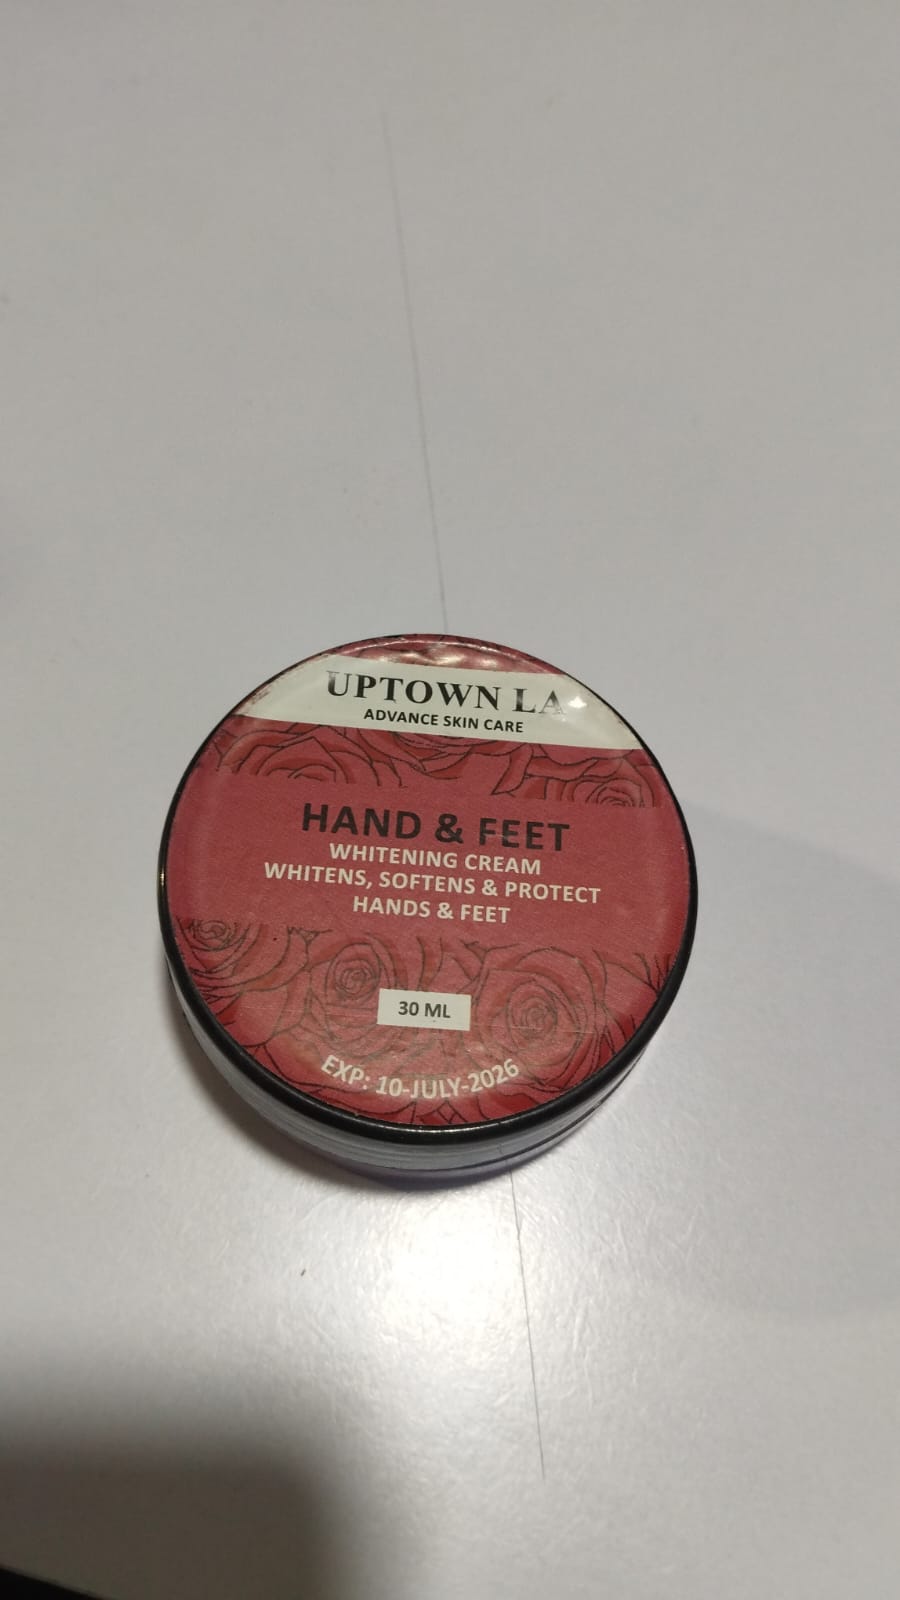 UPTOWN LA
ADVANCE SKIN CARE
HAND & FEET
WHITENING CREAM
WHITENS, SOFTENS & PROTECT
HANDS & FEET
30 ML
EXP: 10-JULY-2026